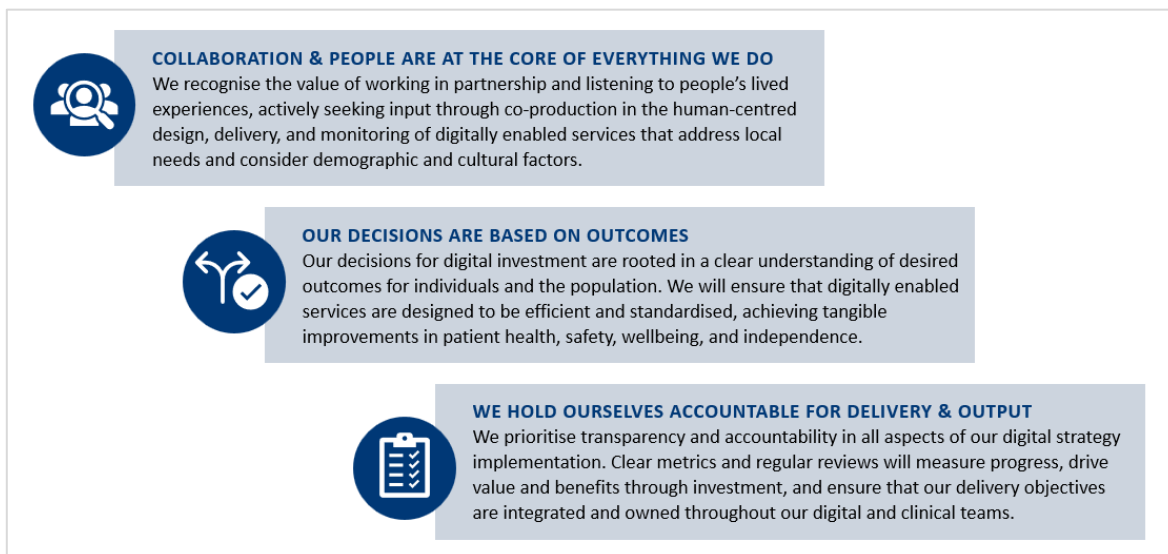 COLLABORATION & PEOPLE ARE AT THE CORE OF EVERYTHING WE DO
We recognise the value of working in partnership and listening to people’s lived
experiences, actively seeking input through co-production in the human-centred
design, delivery, and monitoring of digitally enabled services that address local
needs and consider demographic and cultural factors.
OUR DECISIONS ARE BASED ON OUTCOMES
Our decisions for digital investment are rooted in a clear understanding of desired
outcomes for individuals and the population. We will ensure that digitally enabled
services are designed to be efficient and standardised, achieving tangible
improvements in patient health, safety, wellbeing, and independence.
WE HOLD OURSELVES ACCOUNTABLE FOR DELIVERY & OUTPUT
We prioritise transparency and accountability in all aspects of our digital strategy
implementation. Clear metrics and regular reviews will measure progress, drive
value and benefits through investment, and ensure that our delivery objectives
are integrated and owned throughout our digital and clinical teams.